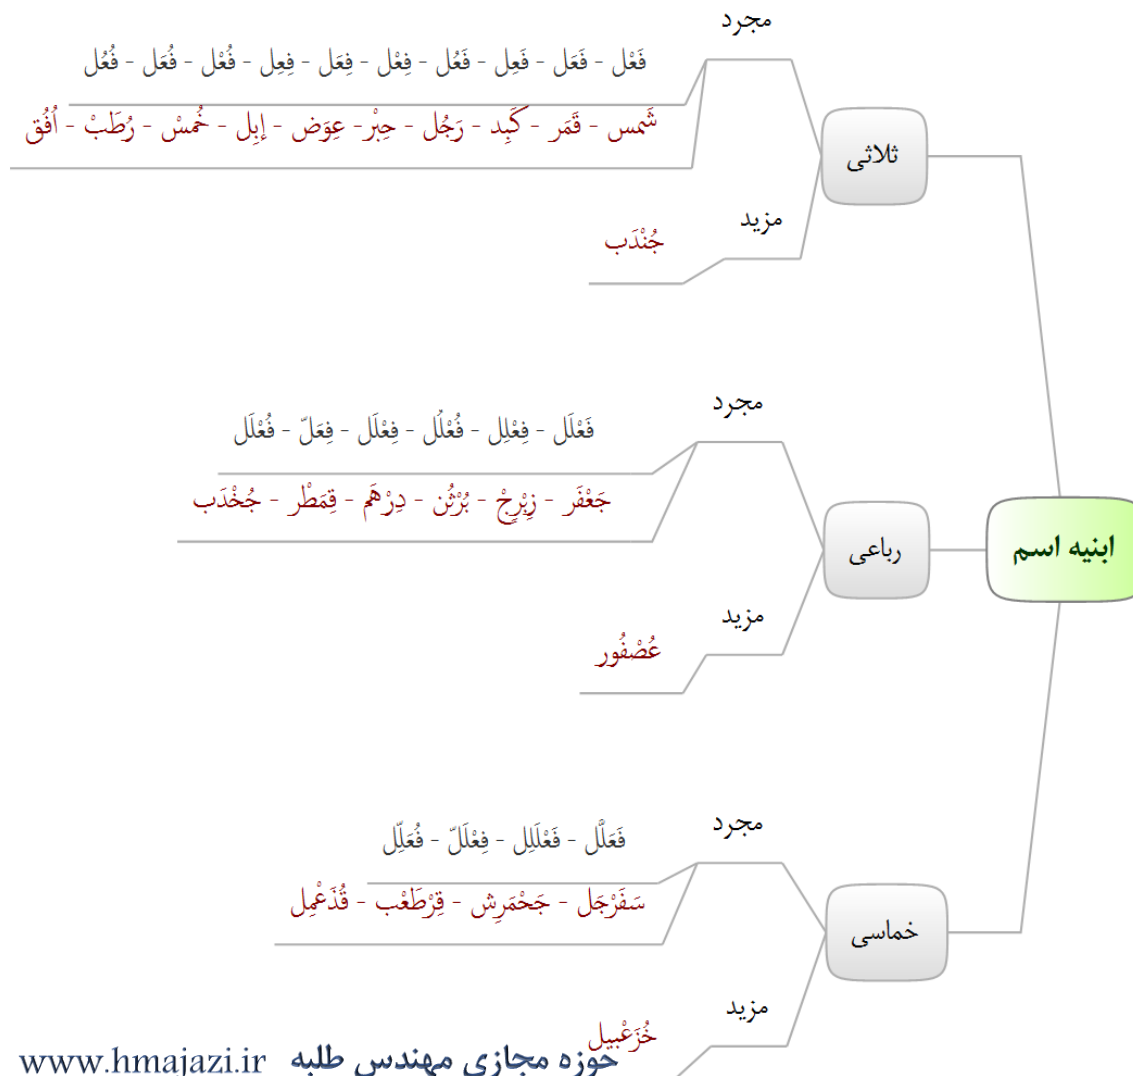 ابنیه اسم
ثلاثی
مجرد
فَعْل - فَعَل - فَعِل - فَعُل - فِعْل - فِعَل - فِعِل - فُعْل - فُعَل - فُعُل
شَمس - قَمَر - کَبِد - رَجُل - حِبْر - عِوَض - إِبِل - خُمسْ - رُطَبْ - اُفُق
مزید
جُنْدَب
رباعی
مجرد
فَعْلَل - فِعْلِل - فُعْلُل - فِعْلَل - فِعَلّ - فُعْلَل
جَعْفَر - زِبْرِجْ - بُرْثُن - دِرْهَم - قِمَطْر - جُخْدَب
مزید
عُصْفُور
خماسی
مجرد
فَعَلَّل - فَعْلَلِل - فِعْلَلّ - فُعَلِّل
سَفَرْجَل - جَحْمَرِش - قِرْطَعْب - قُذَعْمِل
مزید
خُزَعْبیل
حوزه مجازی مهندس طلبه www.hmajazi.ir